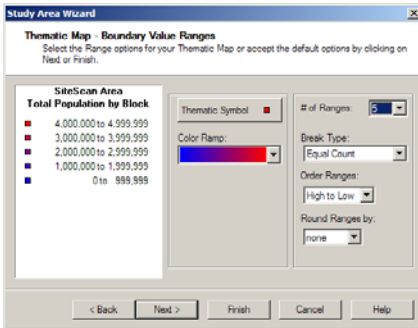 Study Area Wizard
Thematic Map - Boundary Value Ranges
Select the Range options for your Thematic Map or accept the default options by clicking on
Next or Finish.
SiteScan Area
Total Population by Block
4,000,000 to 4,999,999
3,000,000 to 3,999,999
2,000,000 to 2,999,999
1,000,000 to 1,999,999
0 to 999,999
Thematic Symbol
Color Ramp:
# of Ranges: 5
Break Type:
Equal Count
Order Ranges:
High to Low
Round Ranges by:
none
< Back Next > Finish Cancel Help